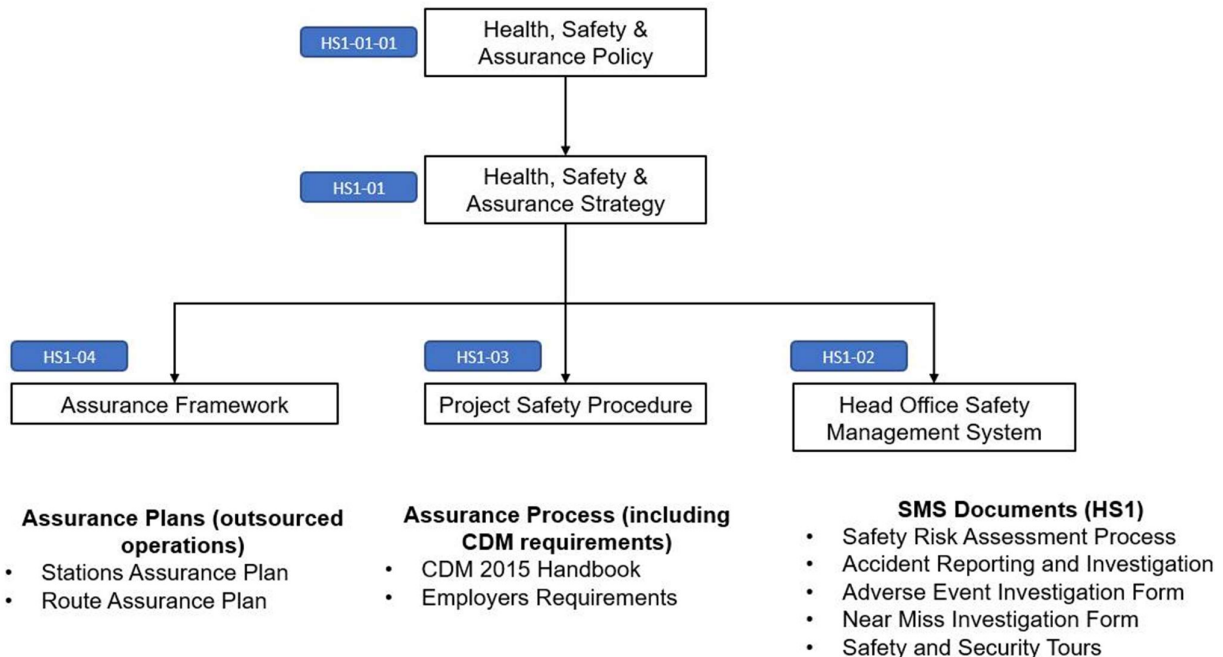 HS1-01-01
Health, Safety &
Assurance Policy
HS1-01
Health, Safety &
Assurance Strategy
HS1-04
Assurance Framework
HS1-03
Project Safety Procedure
HS1-02
Head Office Safety
Management System
Assurance Plans (outsourced
operations)
• Stations Assurance Plan
• Route Assurance Plan
Assurance Process (including
CDM requirements)
• CDM 2015 Handbook
• Employers Requirements
SMS Documents (HS1)
• Safety Risk Assessment Process
• Accident Reporting and Investigation
• Adverse Event Investigation Form
• Near Miss Investigation Form
• Safety and Security Tours